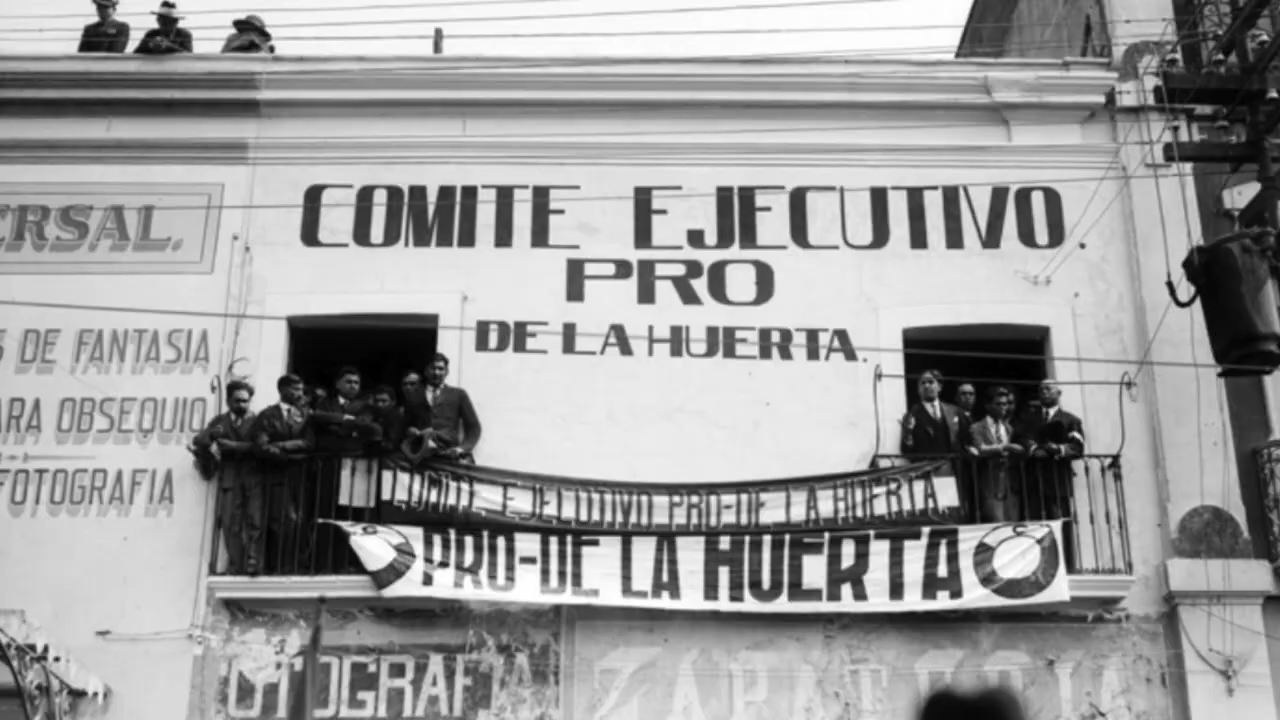 COMITE EJECUTIVO
PRO
DE LA HUERTA.
ERSAL.
S DE FANTASIA
ARA OBSEQUIO
FOTOGRAFIA
COMITE EJECUTIVO PRO-DE LA HUERTA.
PRO-DE LA HUERTA
OTOGRAFIA
ZAPATERIA